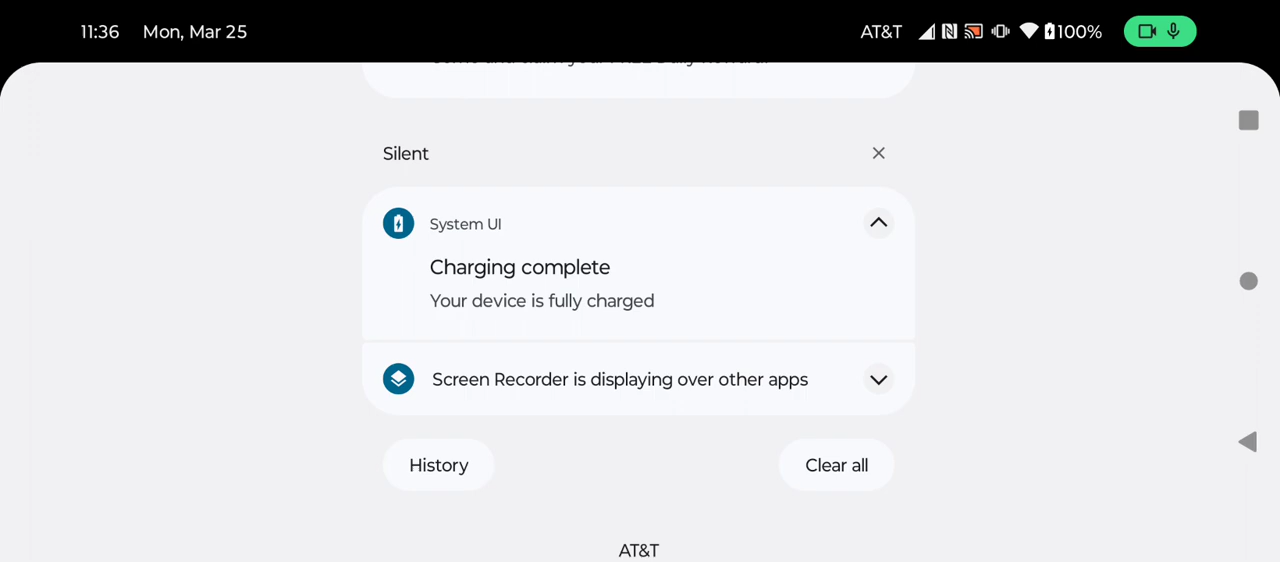 11:36 Mon, Mar 25 AT&T 100%
Silent
System UI
Charging complete
Your device is fully charged
Screen Recorder is displaying over other apps
History Clear all
AT&T